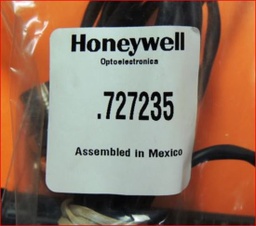 Honeywell
Optoelectronics
.727235
Assembled in Mexico